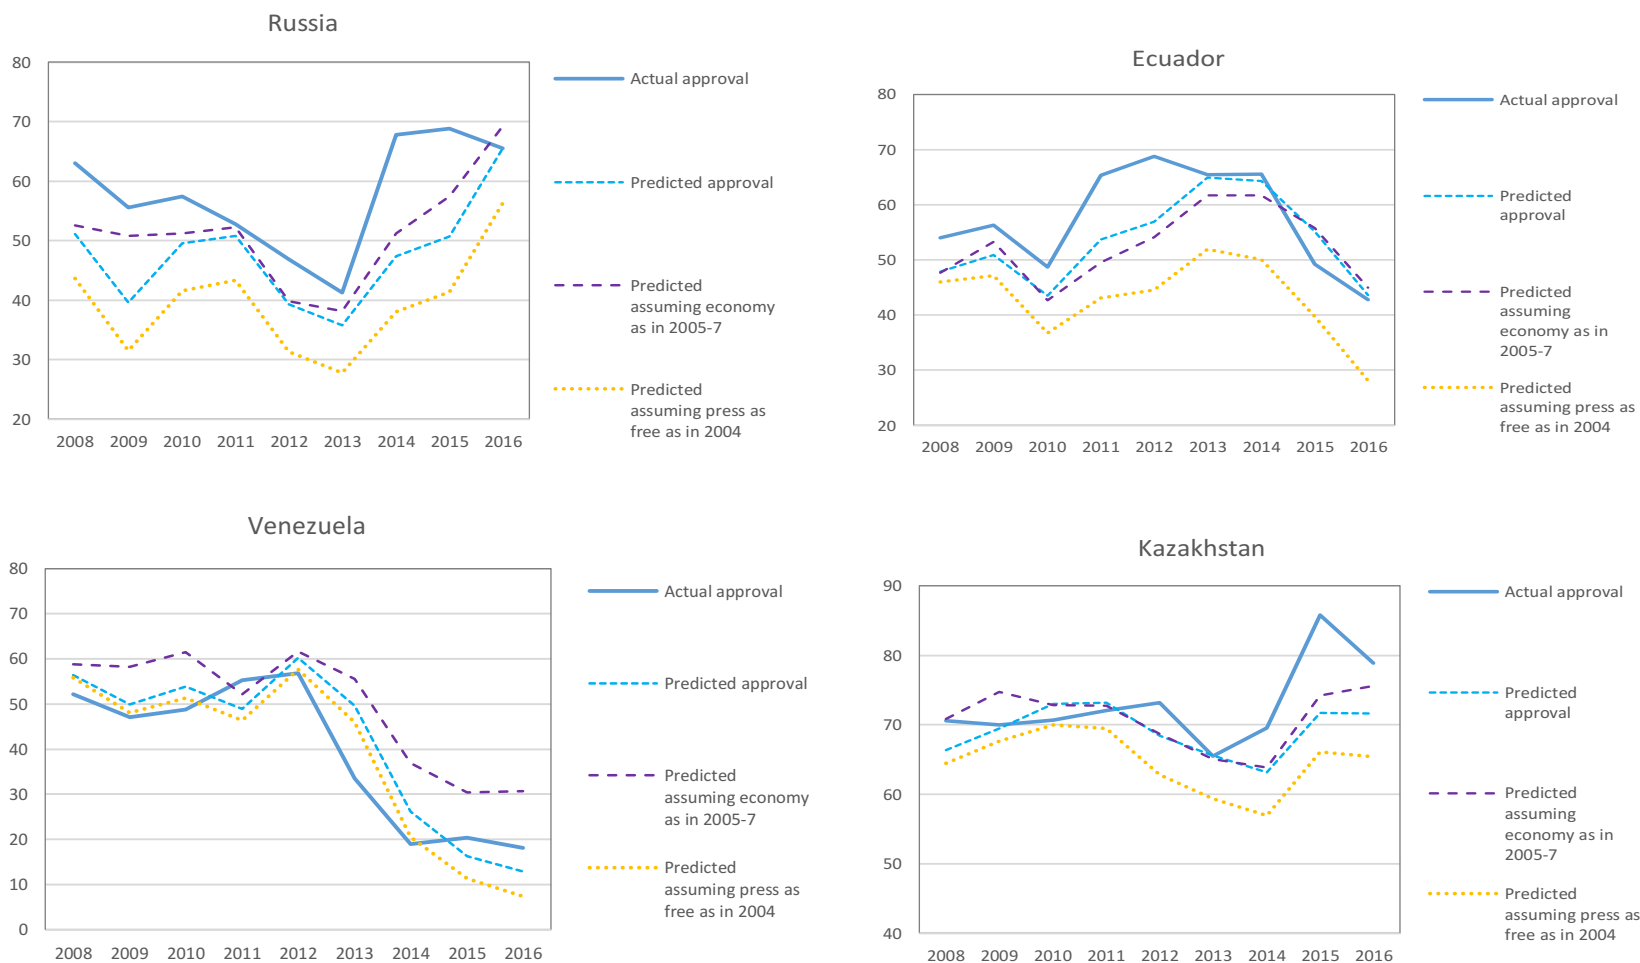 Russia
80
70
60
50
40
30
20
2008 2009 2010 2011 2012 2013 2014 2015 2016
Actual approval
Predicted approval
Predicted
assuming economy
as in 2005-7
Predicted
assuming press as
free as in 2004
Ecuador
80
70
60
50
40
30
20
2008 2009 2010 2011 2012 2013 2014 2015 2016
Actual approval
Predicted
approval
Predicted
assuming
economy as in
2005-7
Predicted
assuming press as
free as in 2004
Venezuela
80
70
60
50
40
30
20
10
0
2008 2009 2010 2011 2012 2013 2014 2015 2016
Actual approval
Predicted approval
Predicted
assuming economy
as in 2005-7
Predicted
assuming press as
free as in 2004
Kazakhstan
90
80
70
60
50
40
2008 2009 2010 2011 2012 2013 2014 2015 2016
Actual approval
Predicted
approval
Predicted
assuming
economy as in
2005-7
Predicted
assuming press as
free as in 2004